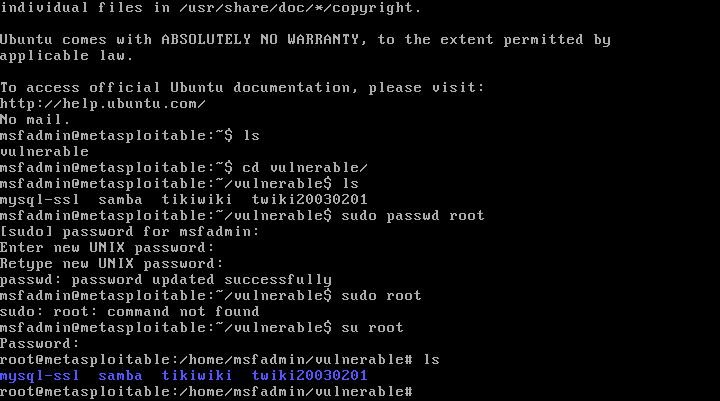 individual files in /usr/share/doc/*/copyright.
Ubuntu comes with ABSOLUTELY NO WARRANTY, to the extent permitted by
applicable law.
To access official Ubuntu documentation, please visit:
http://help.ubuntu.com/
No mail.
msfadmin@metasploitable:~$ ls
vulnerable
msfadmin@metasploitable:~$ cd vulnerable/
msfadmin@metasploitable:~/vulnerable$ ls
mysql-ssl  samba  tikiwiki  twiki20030201
msfadmin@metasploitable:~/vulnerable$ sudo passwd root
[sudo] password for msfadmin:
Enter new UNIX password:
Retype new UNIX password:
passwd: password updated successfully
msfadmin@metasploitable:~/vulnerable$ sudo root
sudo: root: command not found
msfadmin@metasploitable:~/vulnerable$ su root
Password:
root@metasploitable:/home/msfadmin/vulnerable# ls
mysql-ssl  samba  tikiwiki  twiki20030201
root@metasploitable:/home/msfadmin/vulnerable#